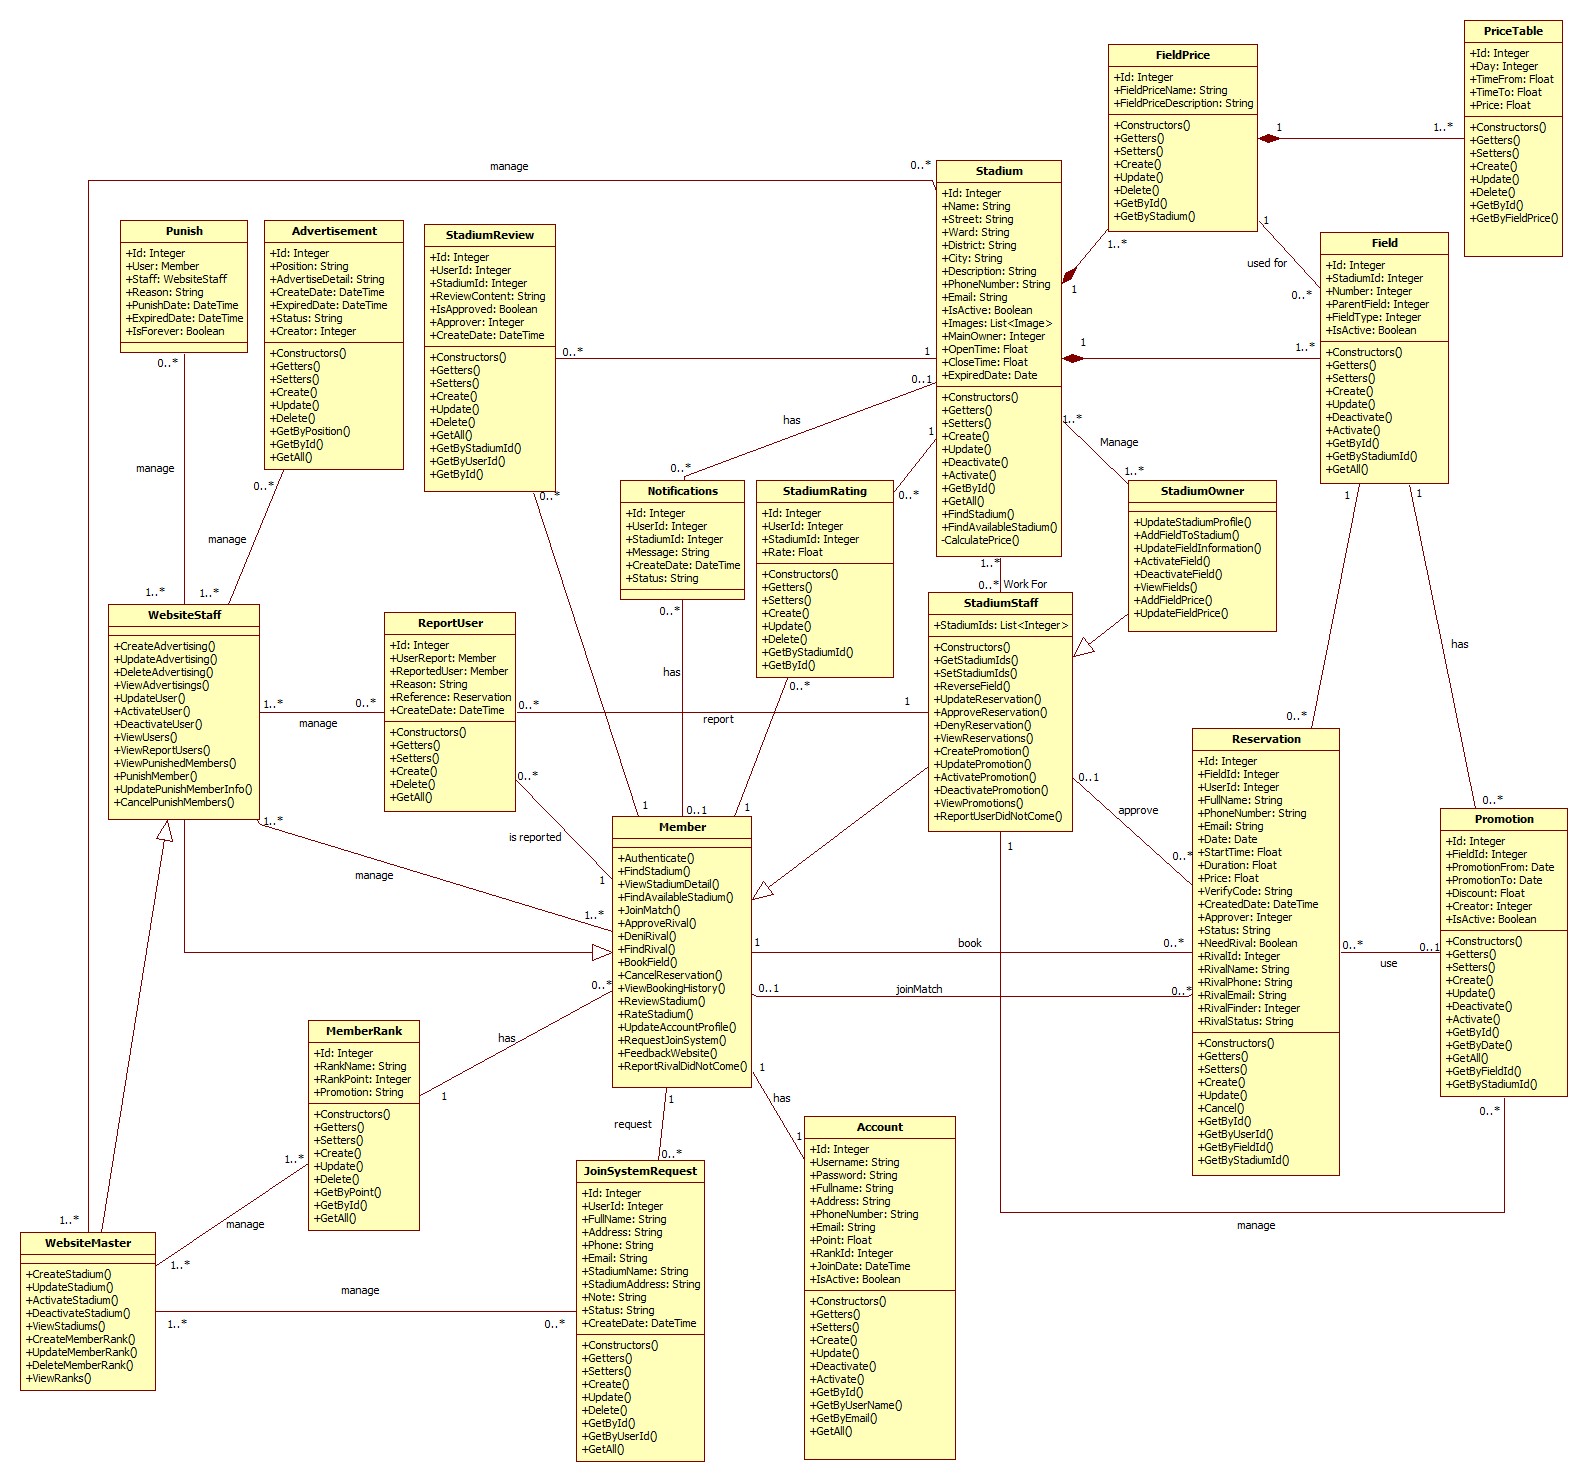 PriceTable
+Id: Integer
+Day: Integer
+TimeFrom: Float
+TimeTo: Float
+Price: Float
+Constructors()
+Getters()
+Setters()
+Create()
+Update()
+Delete()
+GetById()
+GetByFieldPrice()
FieldPrice
+Id: Integer
+FieldPriceName: String
+FieldPriceDescription: String
+Constructors()
+Getters()
+Setters()
+Create()
+Update()
+Delete()
+GetById()
+GetByStadium()
1
1..*
manage
0..*
Stadium
+Id: Integer
+Name: String
+Street: String
+Ward: String
+District: String
+City: String
+Description: String
+PhoneNumber: String
+Email: String
+IsActive: Boolean
+Images: List<Image>
+MainOwner: Integer
+OpenTime: Float
+CloseTime: Float
+ExpiredDate: Date
+Constructors()
+Getters()
+Setters()
+Create()
+Update()
+Deactivate()
+Activate()
+GetById()
+GetAll()
+FindStadium()
+FindAvailableStadium()
-CalculatePrice()
1..*
1
1
used for
0..*
Field
+Id: Integer
+StadiumId: Integer
+Number: Integer
+ParentField: Integer
+FieldType: Integer
+IsActive: Boolean
+Constructors()
+Getters()
+Setters()
+Create()
+Update()
+Deactivate()
+Activate()
+GetById()
+GetByStadiumId()
+GetAll()
1
1..*
Punish
+Id: Integer
+User: Member
+Staff: WebsiteStaff
+Reason: String
+PunishDate: DateTime
+ExpiredDate: DateTime
+IsForever: Boolean
0..*
manage
1..*
Advertisement
+Id: Integer
+Position: String
+AdvertiseDetail: String
+CreateDate: DateTime
+ExpiredDate: DateTime
+Status: String
+Creator: Integer
+Constructors()
+Getters()
+Setters()
+Create()
+Update()
+Delete()
+GetByPosition()
+GetById()
+GetAll()
0..*
manage
1..*
StadiumReview
+Id: Integer
+UserId: Integer
+StadiumId: Integer
+ReviewContent: String
+IsApproved: Boolean
+Approver: Integer
+CreateDate: DateTime
+Constructors()
+Getters()
+Setters()
+Create()
+Update()
+Delete()
+GetAll()
+GetByStadiumId()
+GetByUserId()
+GetById()
0..*
1
0..*
1
0..1
has
0..*
Notifications
+Id: Integer
+UserId: Integer
+StadiumId: Integer
+Message: String
+CreateDate: DateTime
+Status: String
0..*
has
0..1
1
0..*
StadiumRating
+Id: Integer
+UserId: Integer
+StadiumId: Integer
+Rate: Float
+Constructors()
+Getters()
+Setters()
+Create()
+Update()
+Delete()
+GetByStadiumId()
+GetById()
0..*
1
1..*
Manage
1..*
StadiumOwner
+UpdateStadiumProfile()
+AddFieldToStadium()
+UpdateFieldInformation()
+ActivateField()
+DeactivateField()
+ViewFields()
+AddFieldPrice()
+UpdateFieldPrice()
1..*
0..*
Work For
StadiumStaff
+StadiumIds: List<Integer>
+Constructors()
+GetStadiumIds()
+SetStadiumIds()
+ReverseField()
+UpdateReservation()
+ApproveReservation()
+DenyReservation()
+ViewReservations()
+CreatePromotion()
+UpdatePromotion()
+ActivatePromotion()
+DeactivatePromotion()
+ViewPromotions()
+ReportUserDidNotCome()
WebsiteStaff
+CreateAdvertising()
+UpdateAdvertising()
+DeleteAdvertising()
+ViewAdvertisings()
+UpdateUser()
+ActivateUser()
+DeactivateUser()
+ViewUsers()
+ViewReportUsers()
+ViewPunishedMembers()
+PunishMember()
+UpdatePunishMemberInfo()
+CancelPunishMembers()
1..*
manage
0..*
ReportUser
+Id: Integer
+UserReport: Member
+ReportedUser: Member
+Reason: String
+Reference: Reservation
+CreateDate: DateTime
+Constructors()
+Getters()
+Setters()
+Create()
+Delete()
+GetAll()
0..*
report
1
0..*
is reported
1
1..*
manage
1..*
Member
+Authenticate()
+FindStadium()
+ViewStadiumDetail()
+FindAvailableStadium()
+JoinMatch()
+ApproveRival()
+DeniRival()
+FindRival()
+BookField()
+CancelReservation()
+ViewBookingHistory()
+ReviewStadium()
+RateStadium()
+UpdateAccountProfile()
+RequestJoinSystem()
+FeedbackWebsite()
+ReportRivalDidNotCome()
1
0..*
1
has
0..*
0..1
approve
0..*
Reservation
+Id: Integer
+FieldId: Integer
+UserId: Integer
+FullName: String
+PhoneNumber: String
+Email: String
+Date: Date
+StartTime: Float
+Duration: Float
+Price: Float
+VerifyCode: String
+CreatedDate: DateTime
+Approver: Integer
+Status: String
+NeedRival: Boolean
+RivalId: Integer
+RivalName: String
+RivalPhone: String
+RivalEmail: String
+RivalFinder: Integer
+RivalStatus: String
+Constructors()
+Getters()
+Setters()
+Create()
+Update()
+Cancel()
+GetById()
+GetByUserId()
+GetByFieldId()
+GetByStadiumId()
Promotion
+Id: Integer
+FieldId: Integer
+PromotionFrom: Date
+PromotionTo: Date
+Discount: Float
+Creator: Integer
+IsActive: Boolean
+Constructors()
+Getters()
+Setters()
+Create()
+Update()
+Deactivate()
+Activate()
+GetById()
+GetByDate()
+GetAll()
+GetByFieldId()
+GetByStadiumId()
1
book
0..*
0..1
joinMatch
0..*
0..*
use
0..1
1
manage
0..*
0..*
has
1
MemberRank
+Id: Integer
+RankName: String
+RankPoint: Integer
+Promotion: String
+Constructors()
+Getters()
+Setters()
+Create()
+Update()
+Delete()
+GetByPoint()
+GetById()
+GetAll()
1..*
manage
1..*
1
request
0..*
1
has
1
Account
+Id: Integer
+Username: String
+Password: String
+Fullname: String
+Address: String
+PhoneNumber: String
+Email: String
+Point: Float
+RankId: Integer
+JoinDate: DateTime
+IsActive: Boolean
+Constructors()
+Getters()
+Setters()
+Create()
+Update()
+Deactivate()
+Activate()
+GetById()
+GetByUserName()
+GetByEmail()
+GetAll()
JoinSystemRequest
+Id: Integer
+UserId: Integer
+FullName: String
+Address: String
+Phone: String
+Email: String
+StadiumName: String
+StadiumAddress: String
+Note: String
+Status: String
+CreateDate: DateTime
+Constructors()
+Getters()
+Setters()
+Create()
+Update()
+Delete()
+GetById()
+GetByUserId()
+GetAll()
1..*
WebsiteMaster
+CreateStadium()
+UpdateStadium()
+ActivateStadium()
+DeactivateStadium()
+ViewStadiums()
+CreateMemberRank()
+UpdateMemberRank()
+DeleteMemberRank()
+ViewRanks()
manage
1..*
0..*